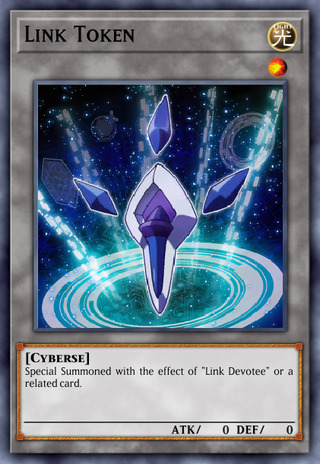 Link Token
LIGHT
光
[Cyberse]
Special Summoned with the effect of "Link Devotee" or a
related card.
ATK/ 0 DEF/ 0